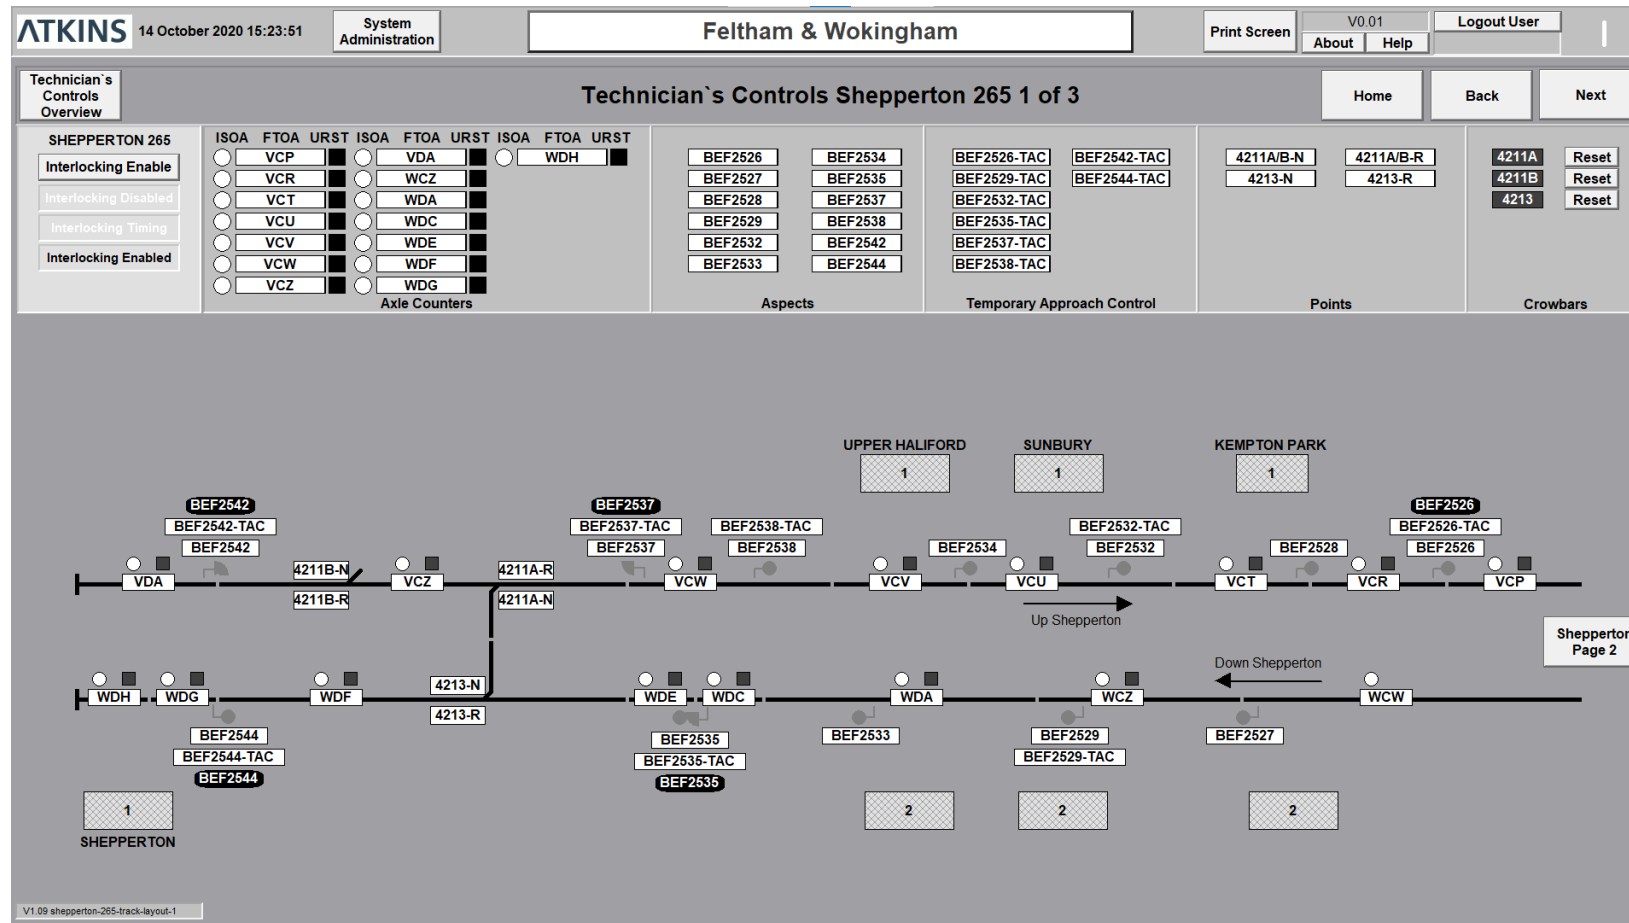 ATKINS 14 October 2020 15:23:51 System Administration Feltham & Wokingham Print Screen V0.01 About Help Logout User
Technician`s Controls Overview Technician`s Controls Shepperton 265 1 of 3 Home Back Next
SHEPPERTON 265
Interlocking Enable
Interlocking Disabled
Interlocking Timing
Interlocking Enabled
ISOA FTOA URST ISOA FTOA URST ISOA FTOA URST
VCP VDA WDH
VCR WCZ
VCT WDA
VCU WDC
VCV WDE
VCW WDF
VCZ WDG
Axle Counters
BEF2526 BEF2534
BEF2527 BEF2535
BEF2528 BEF2537
BEF2529 BEF2538
BEF2532 BEF2542
BEF2533 BEF2544
Aspects
BEF2526-TAC BEF2542-TAC
BEF2529-TAC BEF2544-TAC
BEF2532-TAC
BEF2535-TAC
BEF2537-TAC
BEF2538-TAC
Temporary Approach Control
4211A/B-N 4211A/B-R
4213-N 4213-R
Points
4211A Reset
4211B Reset
4213 Reset
Crowbars
UPPER HALIFORD SUNBURY KEMPTON PARK
1 1 1
BEF2542 BEF2537 BEF2526
BEF2542-TAC BEF2537-TAC BEF2538-TAC BEF2532-TAC BEF2526-TAC
BEF2542 BEF2537 BEF2538 BEF2534 BEF2532 BEF2528 BEF2526
4211B-N 4211A-R
VDA VCZ VCW VCV VCU VCT VCR VCP
4211B-R 4211A-N
Up Shepperton
Shepperton Page 2
Down Shepperton
4213-N
WDH WDG WDF WDE WDC WDA WCZ WCW
4213-R
BEF2544 BEF2535 BEF2533 BEF2529 BEF2527
BEF2544-TAC BEF2535-TAC BEF2529-TAC
BEF2544 BEF2535
1 2 2 2
SHEPPERTON
V1.09 shepperton-265-track-layout-1